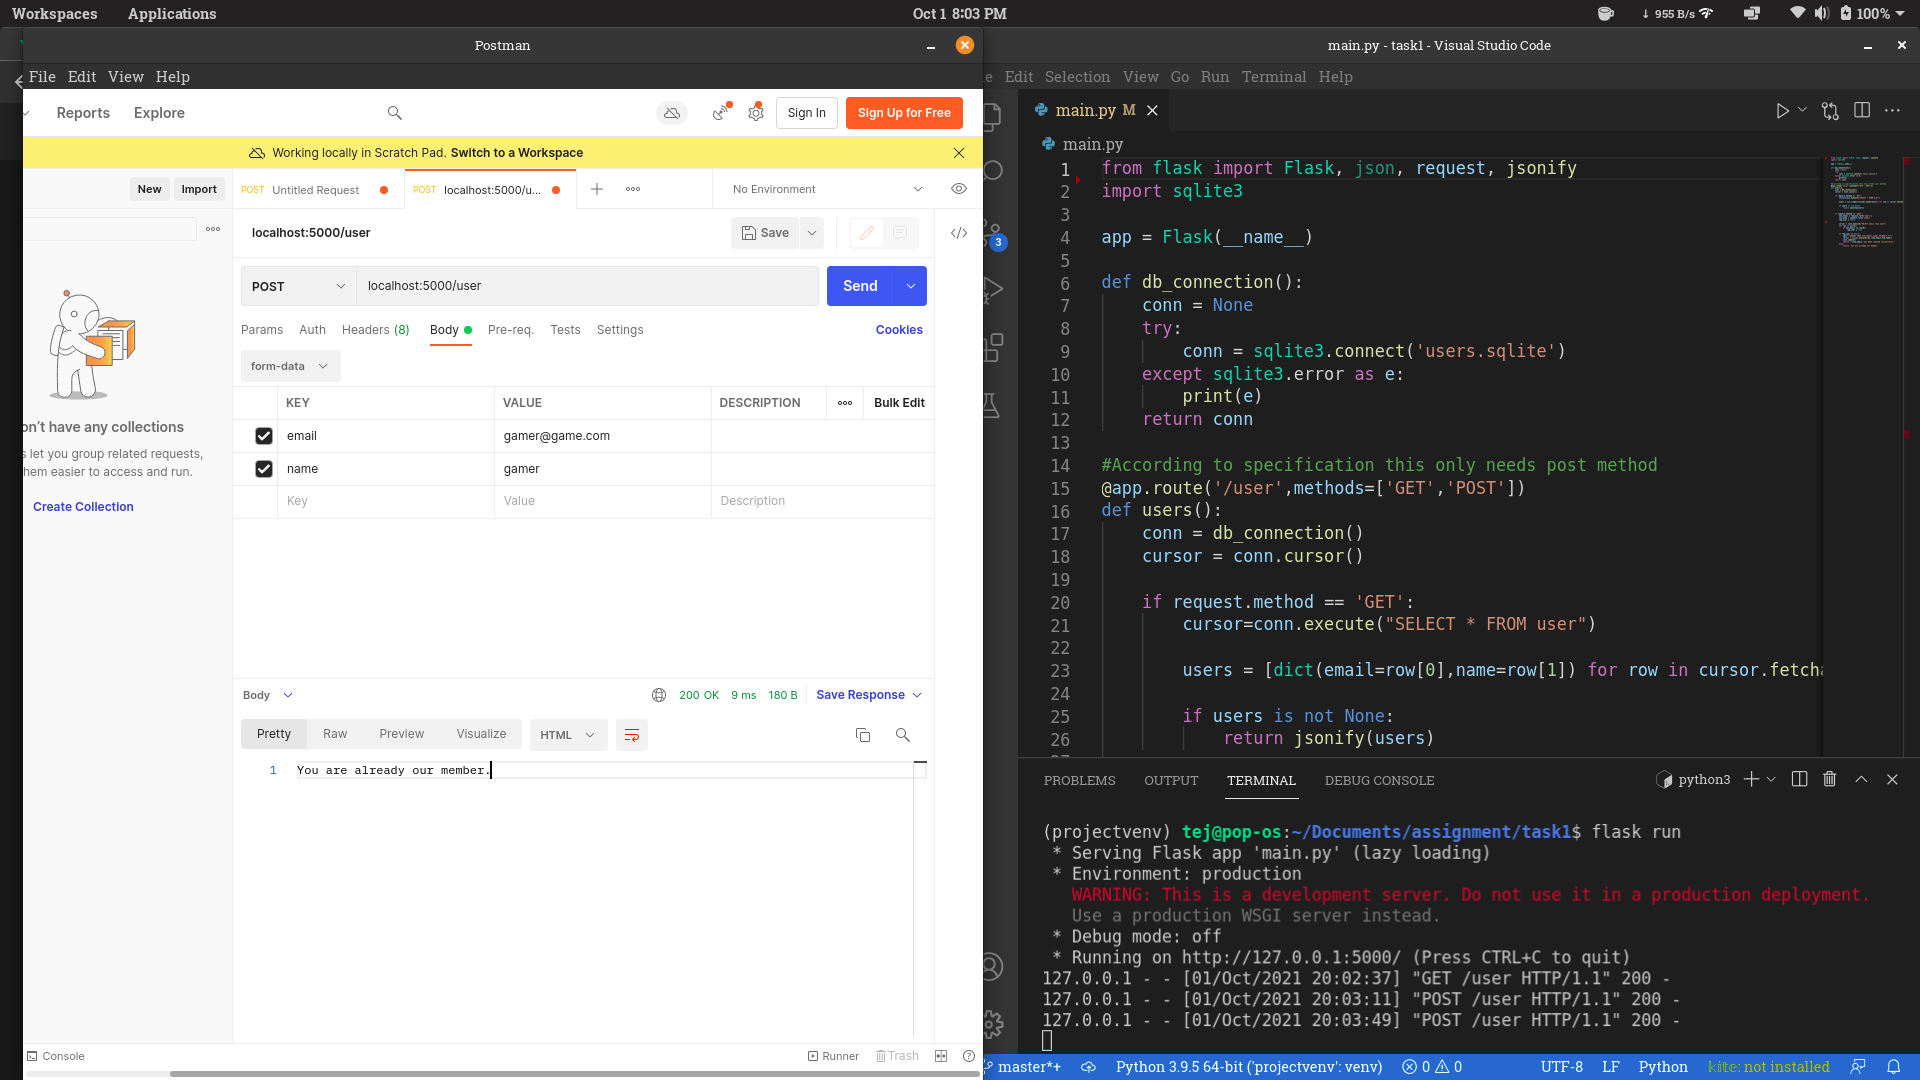 Workspaces Applications Oct 1 8:03 PM ↓ 955 B/s 100%
Postman
File Edit View Help
Reports Explore Sign In Sign Up for Free
Working locally in Scratch Pad. Switch to a Workspace
New Import POST Untitled Request POST localhost:5000/u... No Environment
localhost:5000/user Save
POST localhost:5000/user Send
Params Auth Headers (8) Body Pre-req. Tests Settings Cookies
form-data
KEY VALUE DESCRIPTION Bulk Edit
email gamer@game.com
name gamer
Key Value Description
on't have any collections
s let you group related requests,
hem easier to access and run.
Create Collection
Body 200 OK 9 ms 180 B Save Response
Pretty Raw Preview Visualize HTML
1 You are already our member.
Console Runner Trash
main.py - task1 - Visual Studio Code
e Edit Selection View Go Run Terminal Help
main.py M
main.py
3
1 from flask import Flask, json, request, jsonify
2 import sqlite3
3
4 app = Flask(__name__)
5
6 def db_connection():
7 conn = None
8 try:
9 conn = sqlite3.connect('users.sqlite')
10 except sqlite3.error as e:
11 print(e)
12 return conn
13
14 #According to specification this only needs post method
15 @app.route('/user',methods=['GET','POST'])
16 def users():
17 conn = db_connection()
18 cursor = conn.cursor()
19
20 if request.method == 'GET':
21 cursor=conn.execute("SELECT * FROM user")
22
23 users = [dict(email=row[0],name=row[1]) for row in cursor.fetcha
24
25 if users is not None:
26 return jsonify(users)
PROBLEMS OUTPUT TERMINAL DEBUG CONSOLE python3
(projectvenv) tej@pop-os:~/Documents/assignment/task1$ flask run
* Serving Flask app 'main.py' (lazy loading)
* Environment: production
WARNING: This is a development server. Do not use it in a production deployment.
Use a production WSGI server instead.
* Debug mode: off
* Running on http://127.0.0.1:5000/ (Press CTRL+C to quit)
127.0.0.1 - - [01/Oct/2021 20:02:37] "GET /user HTTP/1.1" 200 -
127.0.0.1 - - [01/Oct/2021 20:03:11] "POST /user HTTP/1.1" 200 -
127.0.0.1 - - [01/Oct/2021 20:03:49] "POST /user HTTP/1.1" 200 -
master*+ Python 3.9.5 64-bit ('projectvenv': venv) 0 0 UTF-8 LF Python kite: not installed